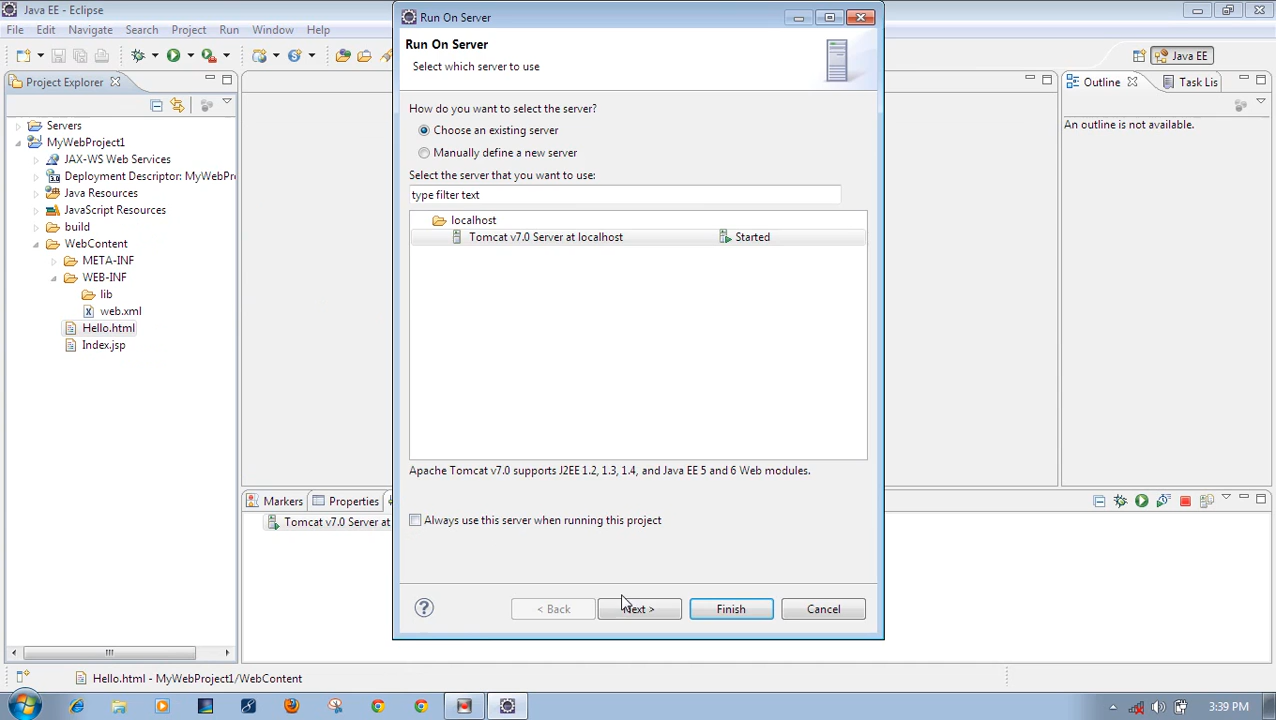 Java EE - Eclipse
File Edit Navigate Search Project Run Window Help
Java EE
Project Explorer
Servers
MyWebProject1
JAX-WS Web Services
Deployment Descriptor: MyWebPr
Java Resources
JavaScript Resources
build
WebContent
META-INF
WEB-INF
lib
web.xml
Hello.html
Index.jsp
Run On Server
Run On Server
Select which server to use
How do you want to select the server?
Choose an existing server
Manually define a new server
Select the server that you want to use:
type filter text
localhost
Tomcat v7.0 Server at localhost Started
Apache Tomcat v7.0 supports J2EE 1.2, 1.3, 1.4, and Java EE 5 and 6 Web modules.
Always use this server when running this project
? < Back Next > Finish Cancel
Outline Task Lis
An outline is not available.
Markers Properties
Tomcat v7.0 Server at
Hello.html - MyWebProject1/WebContent
3:39 PM